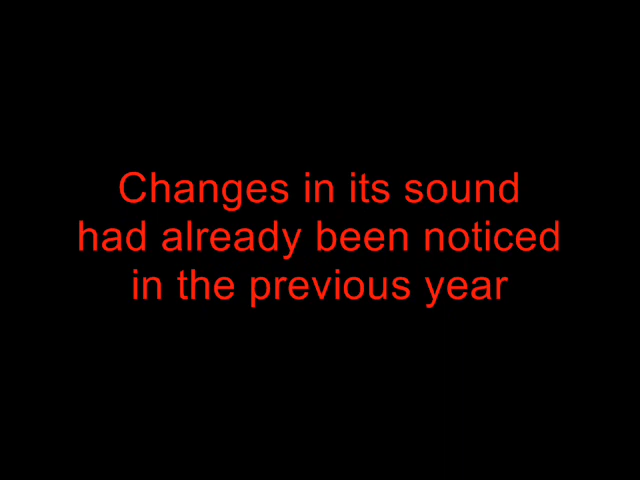 Changes in its sound
had already been noticed
in the previous year